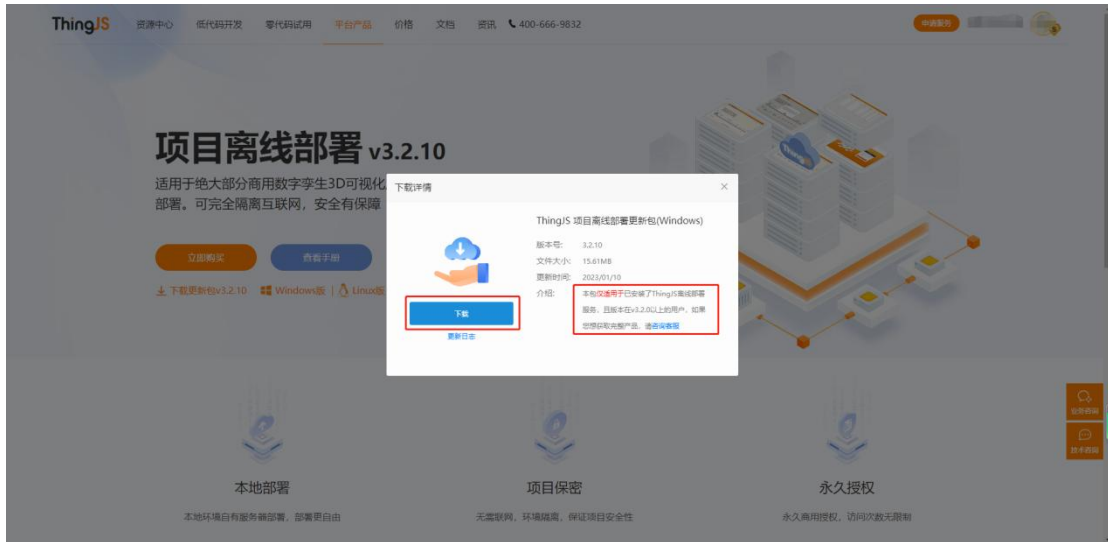 ThingJS 资源中心 低代码开发 零代码试用 平台产品 价格 文档 资讯 400-666-9832 申请服务
项目离线部署 v3.2.10
适用于绝大部分商用数字孪生3D可视化
部署。可完全隔离互联网，安全有保障
立即购买 查看手册
下载更新包v3.2.10 Windows版 | Linux版
下载详情
ThingJS 项目离线部署更新包(Windows)
版本号: 3.2.10
文件大小: 15.61MB
更新时间: 2023/01/10
介绍: 本包仅适用于已安装了ThingJS离线部署
服务，且版本在v3.2.0以上的用户，如果
您想获取完整产品，请咨询客服
下载
更新日志
业务咨询
技术咨询
本地部署 项目保密 永久授权
本地环境自有服务器部署，部署更自由 无需联网，环境隔离，保证项目安全性 永久商用授权，访问次数无限制